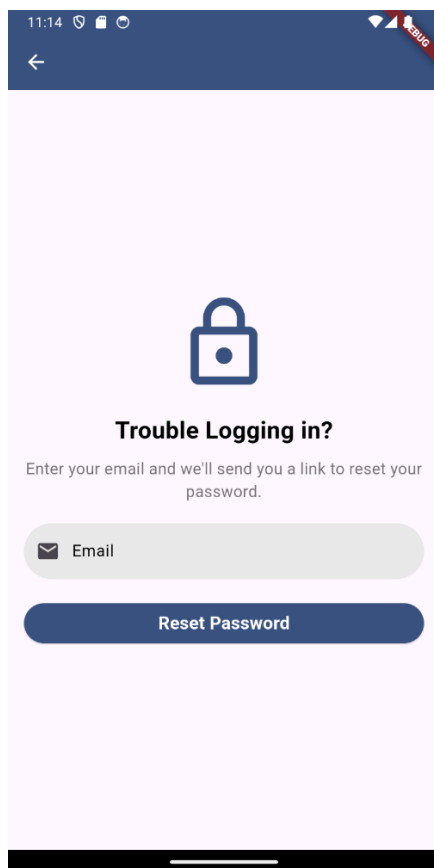 11:14
DEBUG
Trouble Logging in?
Enter your email and we'll send you a link to reset your
password.
Email
Reset Password